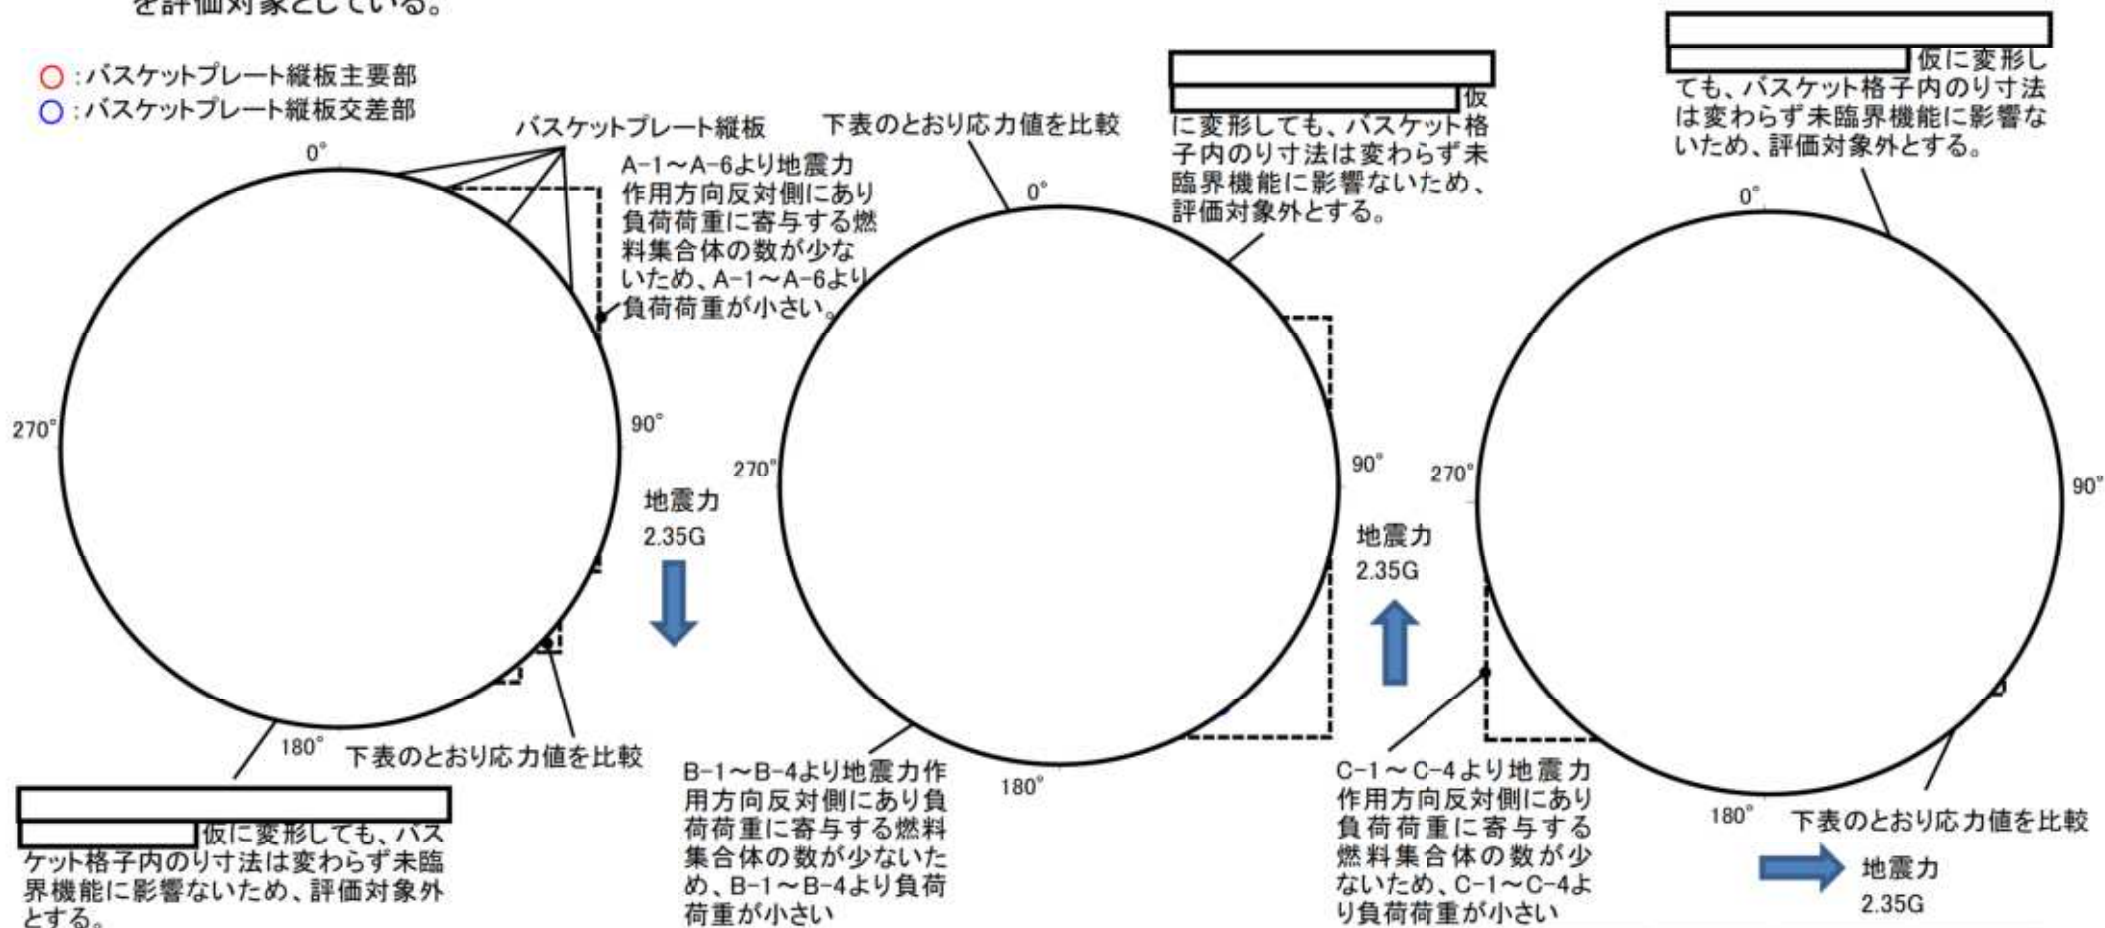 を評価対象としている。
○：バスケットプレート縦板主要部
○：バスケットプレート縦板交差部
バスケットプレート縦板
A-1～A-6より地震力
作用方向反対側にあり
負荷荷重に寄与する燃
料集合体の数が少な
いため、A-1～A-6より
負荷荷重が小さい。
0°
90°
180°
270°
地震力
2.35G
下表のとおり応力値を比較
仮に変形しても、バス
ケット格子内のり寸法は変わらず未臨
界機能に影響ないため、評価対象外
とする。
下表のとおり応力値を比較
仮
に変形しても、バスケット格
子内のり寸法は変わらず未
臨界機能に影響ないため、
評価対象外とする。
0°
90°
180°
270°
地震力
2.35G
B-1～B-4より地震力作
用方向反対側にあり負
荷荷重に寄与する燃料
集合体の数が少ないた
め、B-1～B-4より負荷
荷重が小さい
仮に変形し
ても、バスケット格子内のり寸法
は変わらず未臨界機能に影響な
いため、評価対象外とする。
0°
90°
180°
270°
C-1～C-4より地震力
作用方向反対側にあり
負荷荷重に寄与する
燃料集合体の数が少
ないため、C-1～C-4よ
り負荷荷重が小さい
下表のとおり応力値を比較
地震力
2.35G